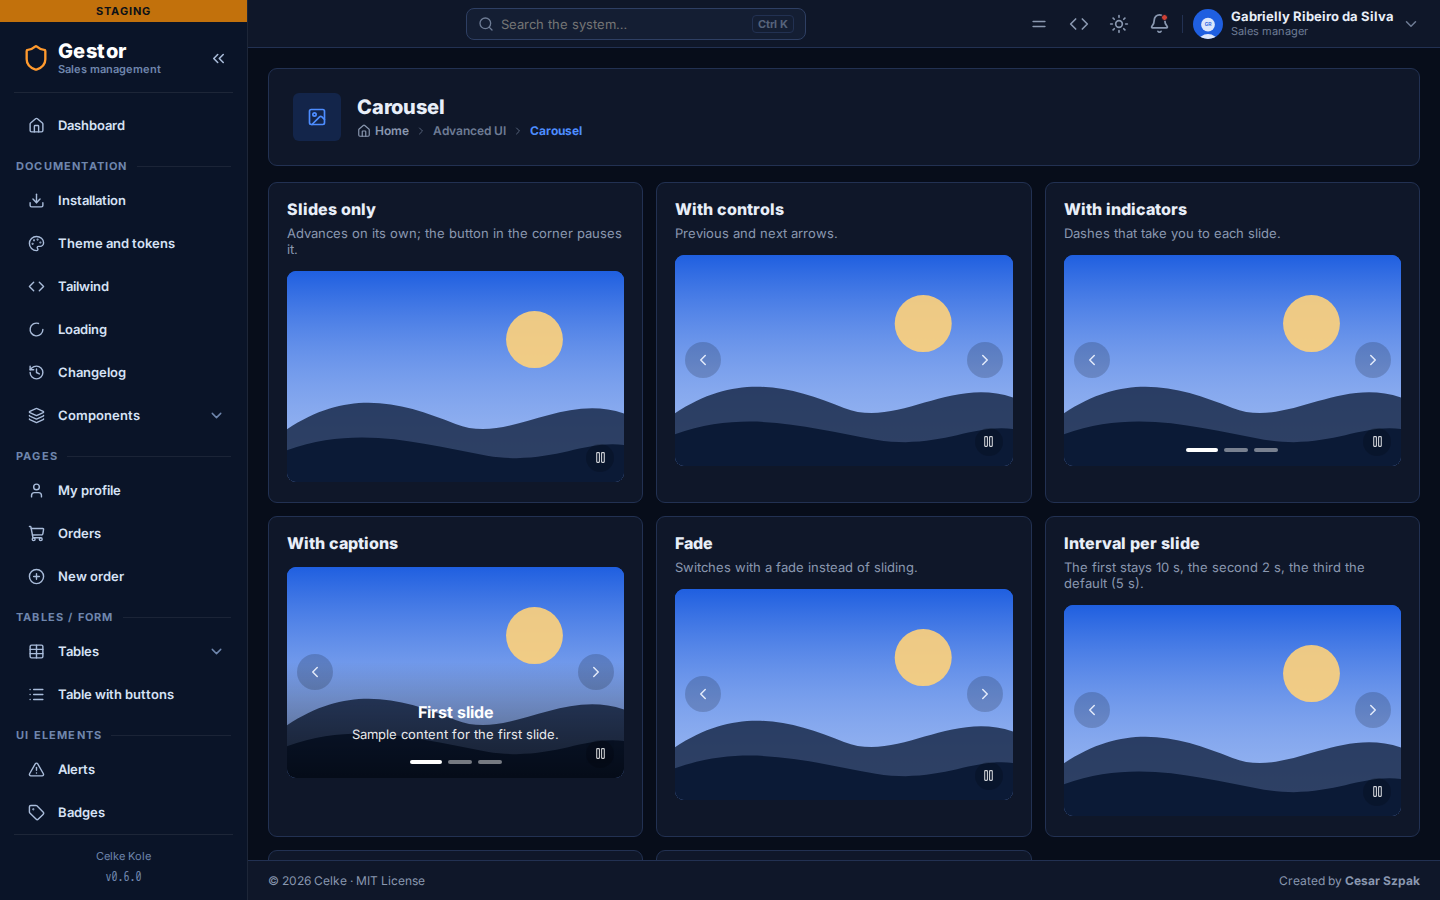 STAGING
Gestor
Sales management
Dashboard
DOCUMENTATION
Installation
Theme and tokens
Tailwind
Loading
Changelog
Components
PAGES
My profile
Orders
New order
TABLES / FORM
Tables
Table with buttons
UI ELEMENTS
Alerts
Badges
Celke Kole
v0.6.0
Search the system...
Ctrl K
GR
Gabrielly Ribeiro da Silva
Sales manager
Carousel
Home
Advanced UI
Carousel
Slides only
Advances on its own; the button in the corner pauses
it.
With controls
Previous and next arrows.
With indicators
Dashes that take you to each slide.
With captions
First slide
Sample content for the first slide.
Fade
Switches with a fade instead of sliding.
Interval per slide
The first stays 10 s, the second 2 s, the third the
default (5 s).
© 2026 Celke · MIT License
Created by Cesar Szpak